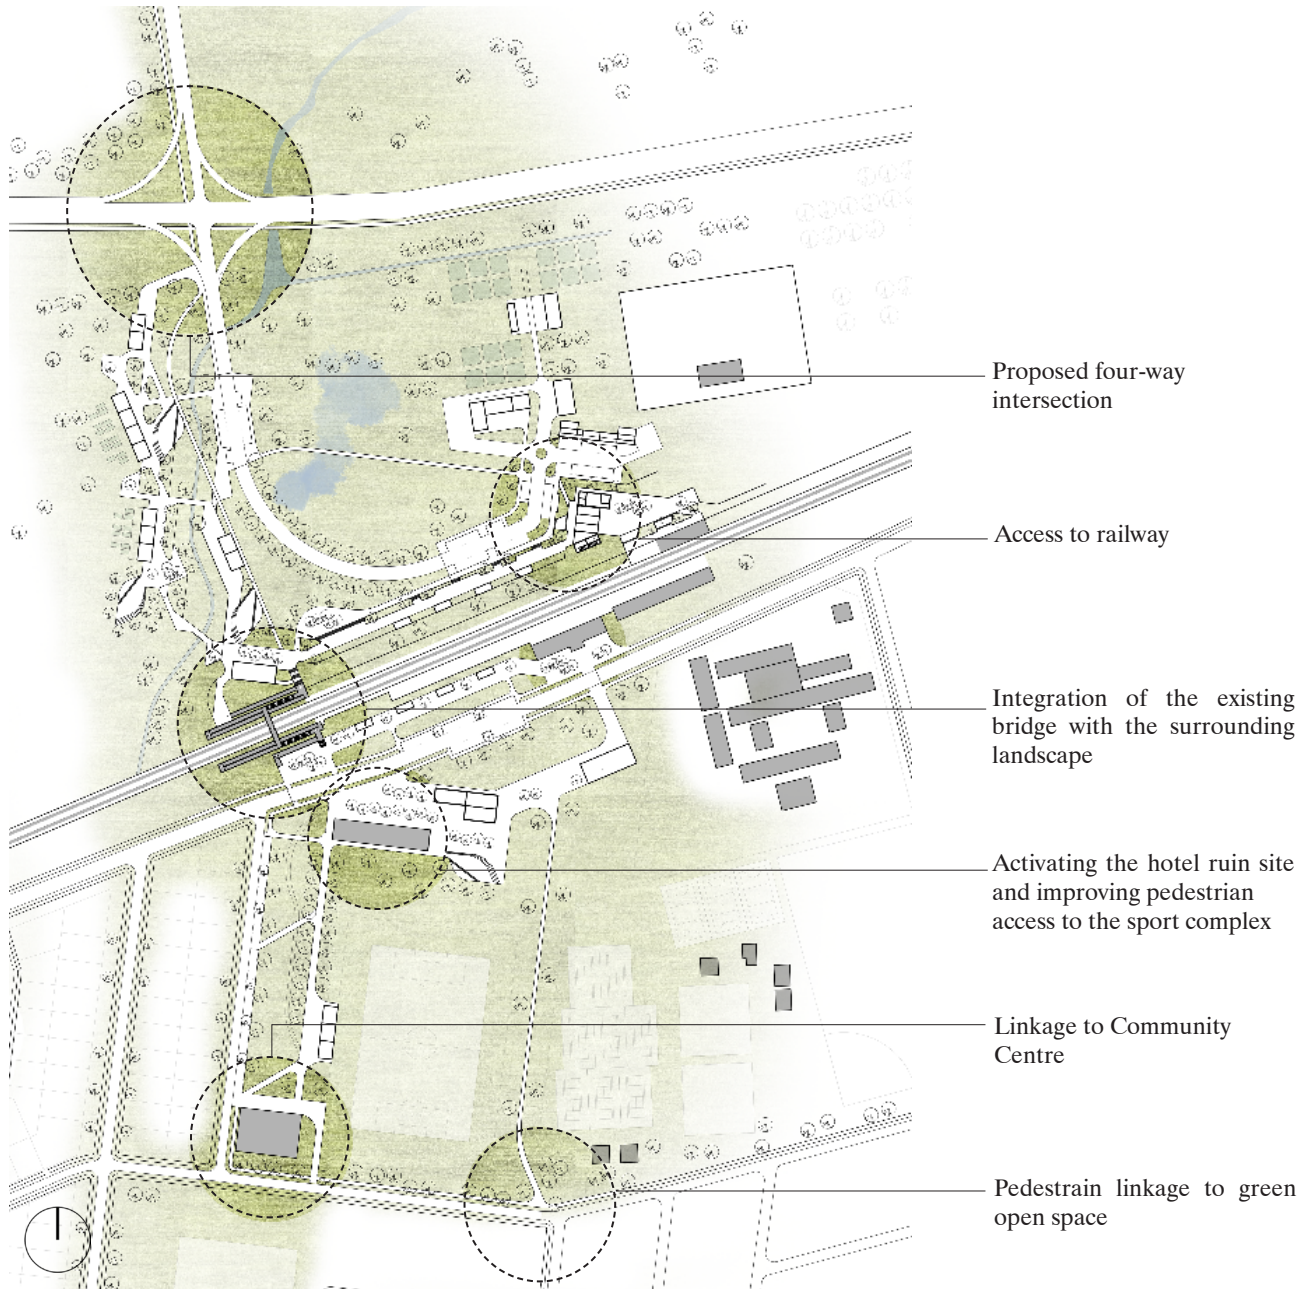 Proposed four-way
intersection
Access to railway
Integration of the existing
bridge with the surrounding
landscape
Activating the hotel ruin site
and improving pedestrian
access to the sport complex
Linkage to Community
Centre
Pedestrain linkage to green
open space